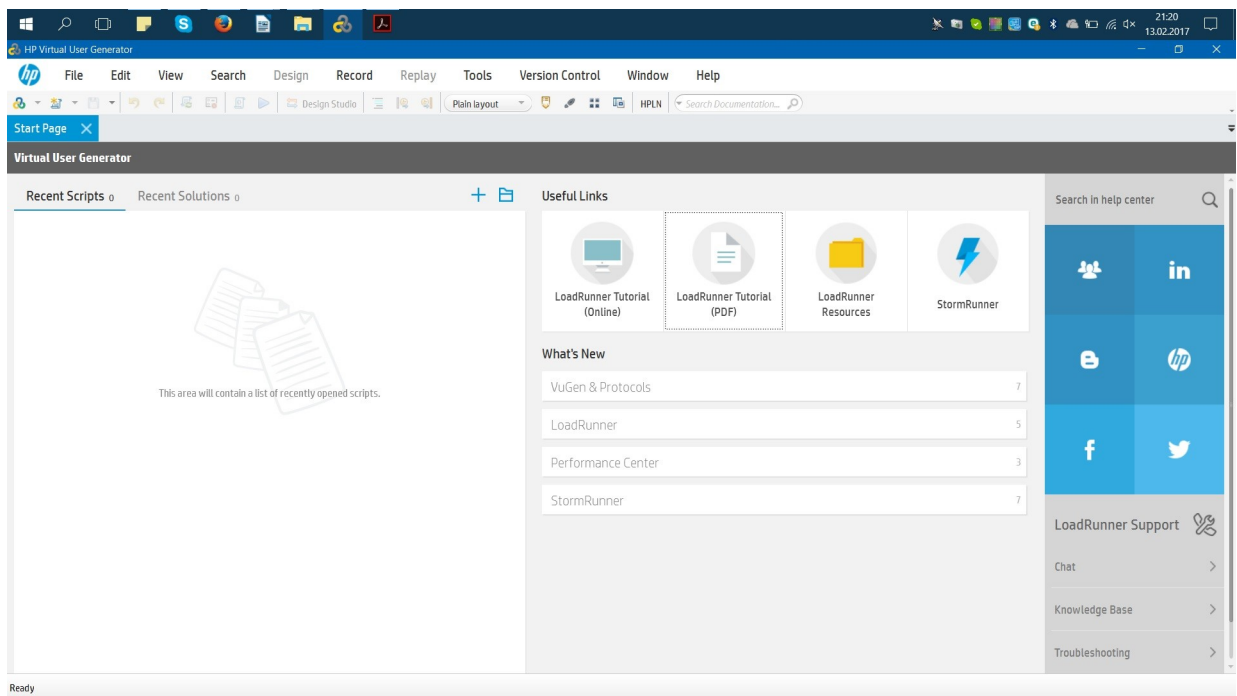 21:20
13.02.2017
HP Virtual User Generator
hp File Edit View Search Design Record Replay Tools Version Control Window Help
Design Studio Plain layout HPLN Search Documentation...
Start Page
Virtual User Generator
Recent Scripts 0 Recent Solutions 0
This area will contain a list of recently opened scripts.
Useful Links
LoadRunner Tutorial
(Online)
LoadRunner Tutorial
(PDF)
LoadRunner
Resources
StormRunner
What's New
VuGen & Protocols 7
LoadRunner 5
Performance Center 3
StormRunner 7
Search in help center
in
hp
f
LoadRunner Support
Chat
Knowledge Base
Troubleshooting
Ready